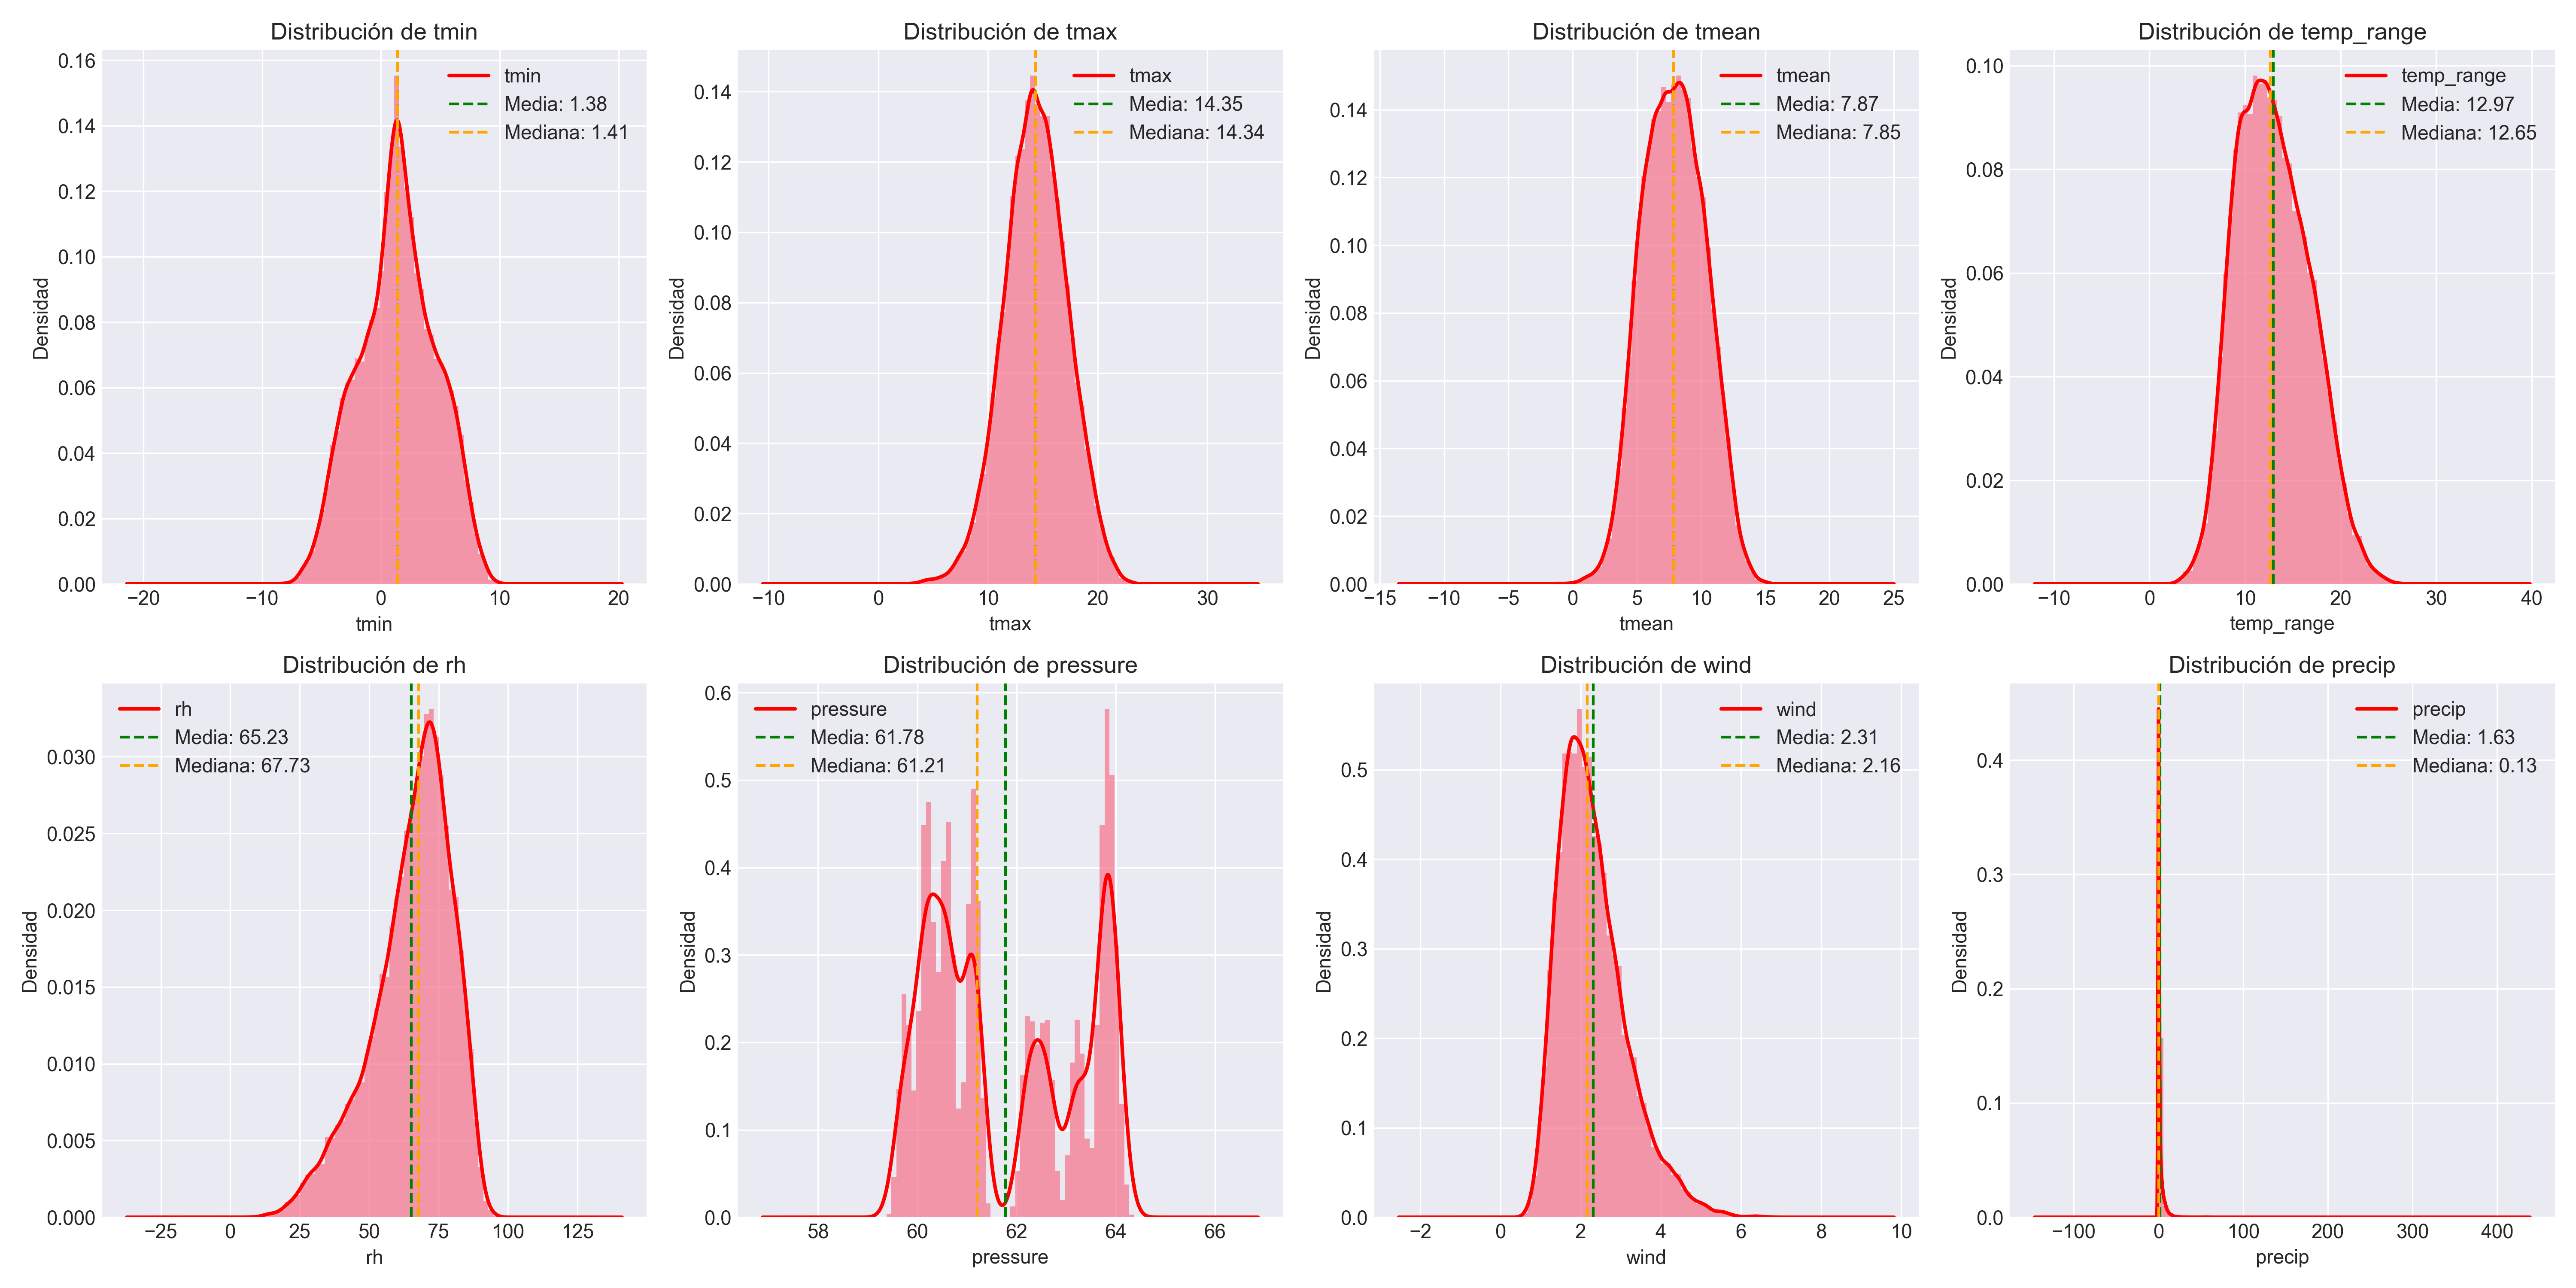 Distribución de tmin
0.16
0.14
0.12
0.10
0.08
0.06
0.04
0.02
0.00
Densidad
tmin
Media: 1.38
Mediana: 1.41
−20
−10
0
10
20
tmin
Distribución de tmax
0.14
0.12
0.10
0.08
0.06
0.04
0.02
0.00
Densidad
tmax
Media: 14.35
Mediana: 14.34
−10
0
10
20
30
tmax
Distribución de tmean
0.14
0.12
0.10
0.08
0.06
0.04
0.02
0.00
Densidad
tmean
Media: 7.87
Mediana: 7.85
−15
−10
−5
0
5
10
15
20
25
tmean
Distribución de temp_range
0.10
0.08
0.06
0.04
0.02
0.00
Densidad
temp_range
Media: 12.97
Mediana: 12.65
−10
0
10
20
30
40
temp_range
Distribución de rh
0.030
0.025
0.020
0.015
0.010
0.005
0.000
Densidad
rh
Media: 65.23
Mediana: 67.73
−25
0
25
50
75
100
125
rh
Distribución de pressure
0.6
0.5
0.4
0.3
0.2
0.1
0.0
Densidad
pressure
Media: 61.78
Mediana: 61.21
58
60
62
64
66
pressure
Distribución de wind
0.5
0.4
0.3
0.2
0.1
0.0
Densidad
wind
Media: 2.31
Mediana: 2.16
−2
0
2
4
6
8
10
wind
Distribución de precip
0.4
0.3
0.2
0.1
0.0
Densidad
precip
Media: 1.63
Mediana: 0.13
−100
0
100
200
300
400
precip